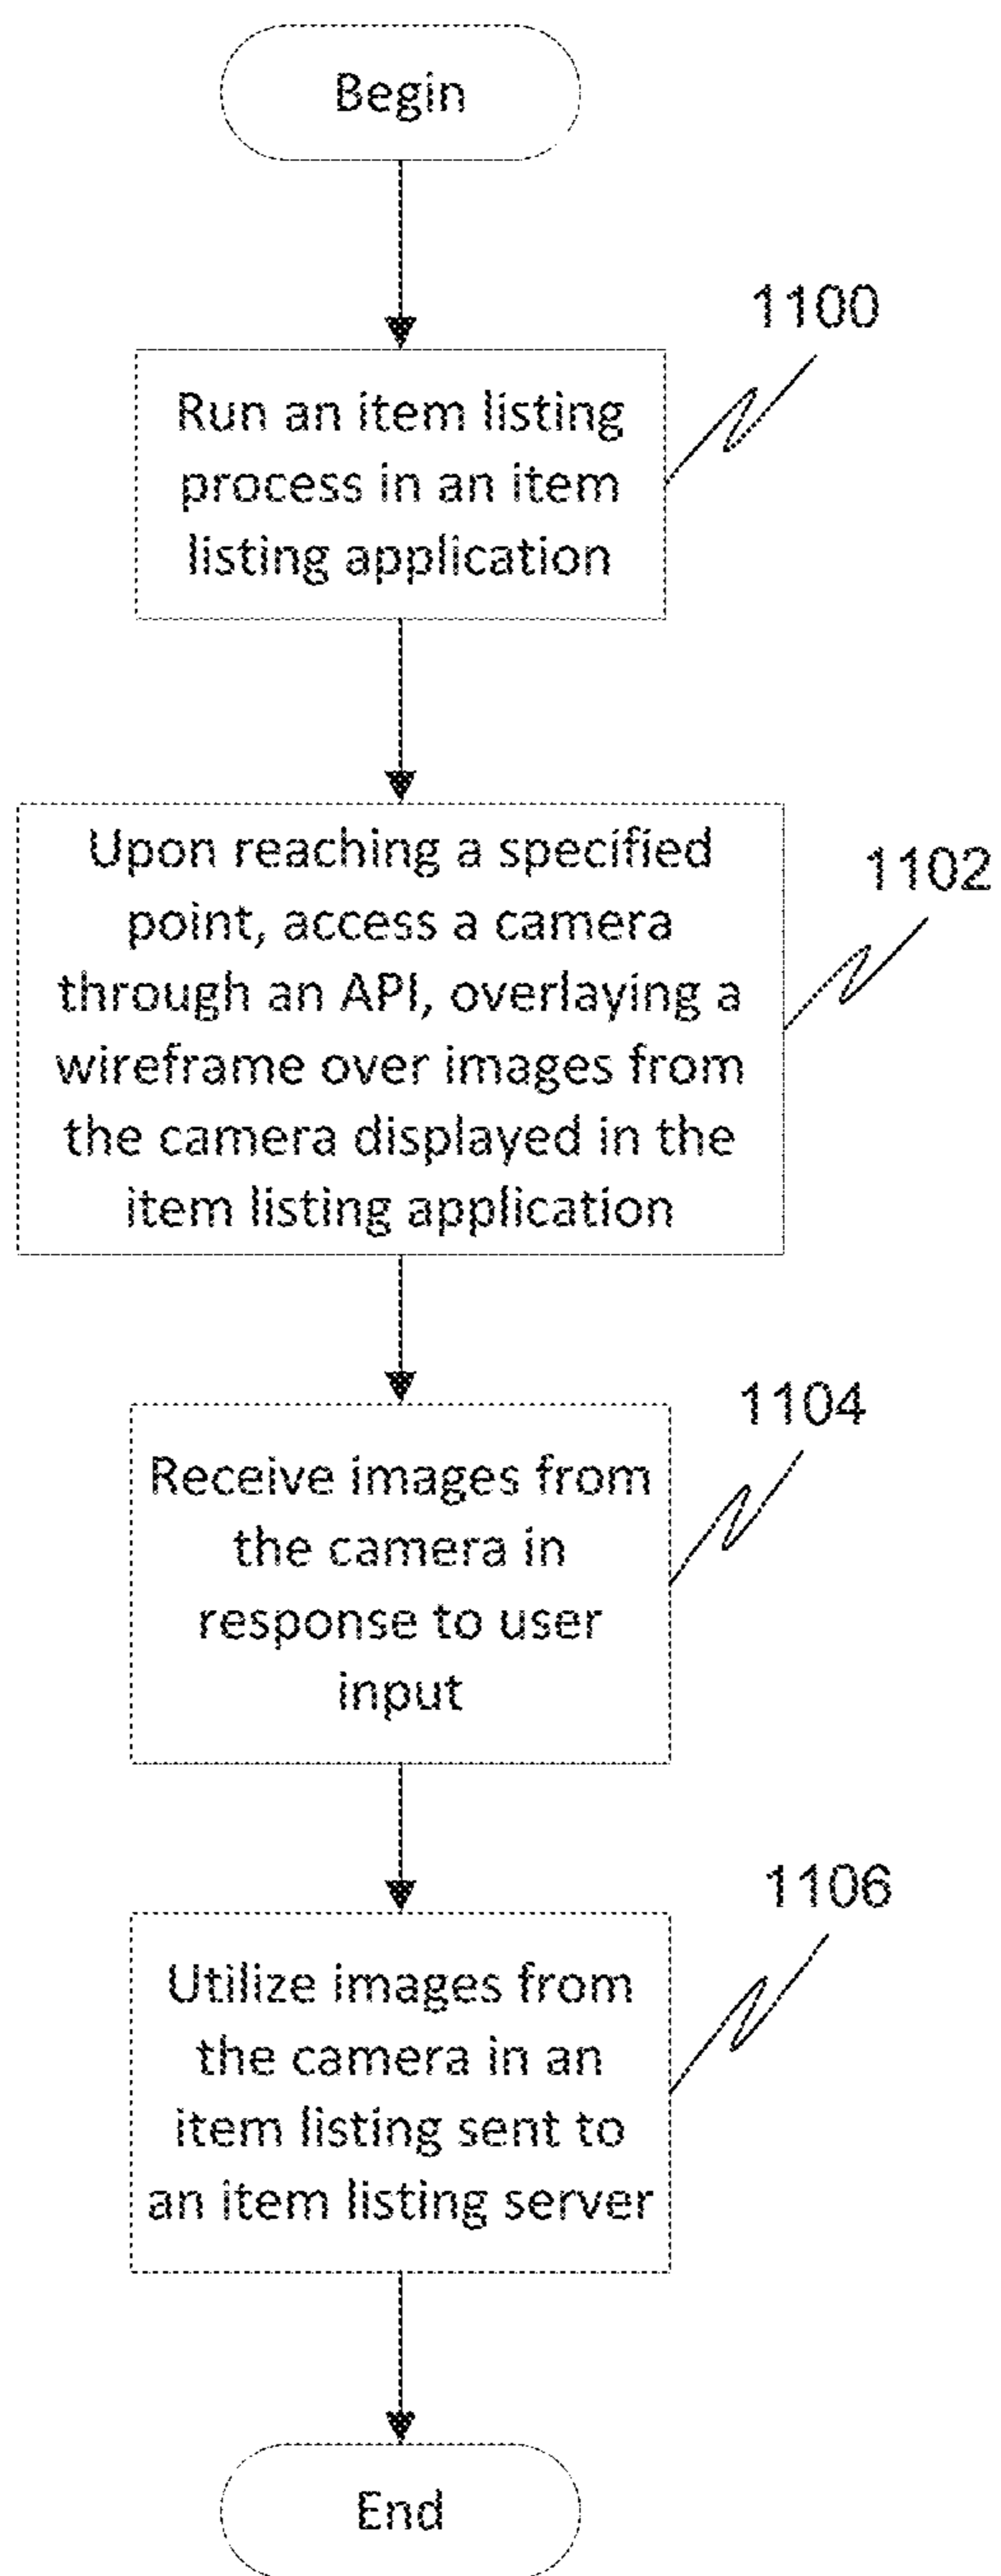 Begin
1100
Run an item listing
process in an item
listing application
1102
Upon reaching a specified
point, access a camera
through an API, overlaying a
wireframe over images from
the camera displayed in the
item listing application
1104
Receive images from
the camera in
response to user
input
1106
Utilize images from
the camera in an
item listing sent to
an item listing server
End